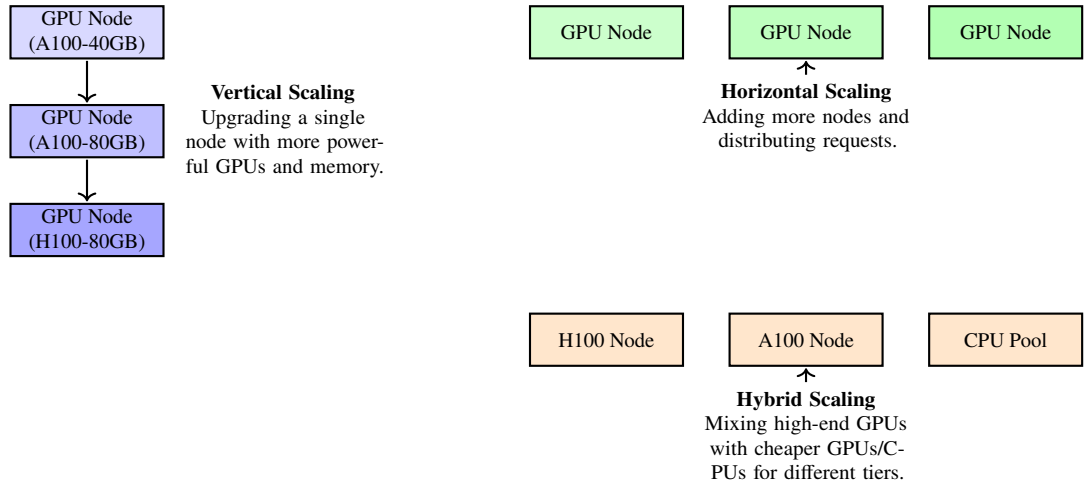 GPU Node
(A100-40GB)
GPU Node
(A100-80GB)
GPU Node
(H100-80GB)
Vertical Scaling
Upgrading a single
node with more power-
ful GPUs and memory.
GPU Node
GPU Node
GPU Node
Horizontal Scaling
Adding more nodes and
distributing requests.
H100 Node
A100 Node
CPU Pool
Hybrid Scaling
Mixing high-end GPUs
with cheaper GPUs/C-
PUs for different tiers.